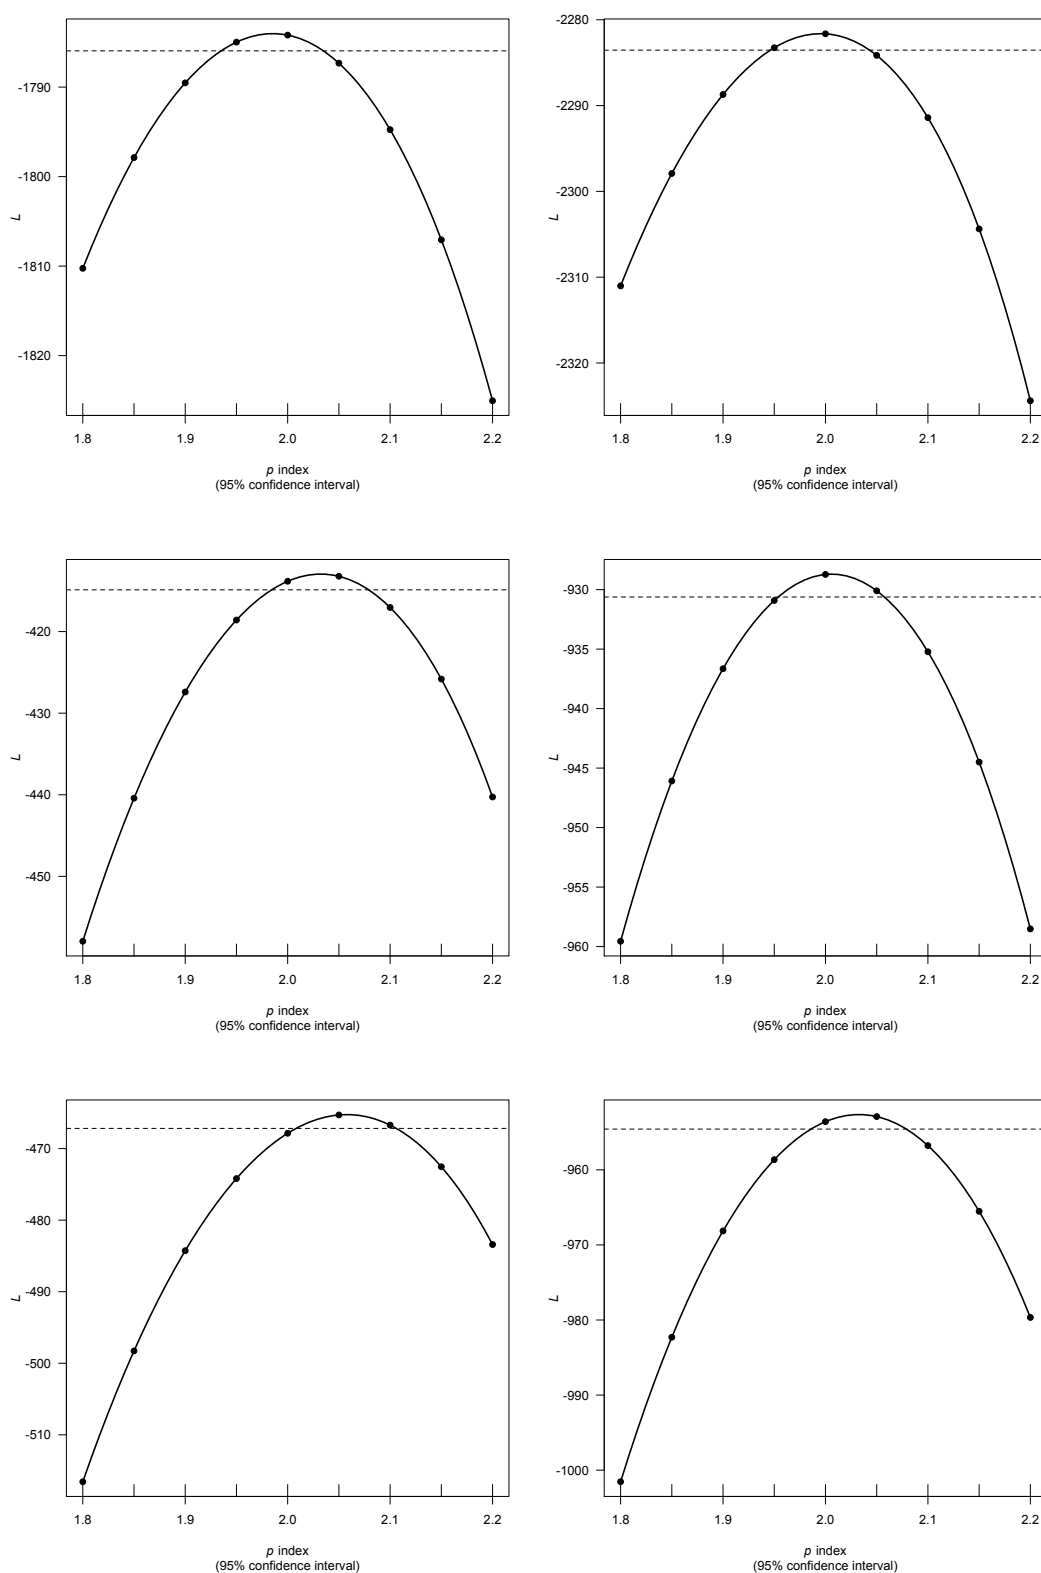 -1790
-1800
-1810
-1820
L
1.8 1.9 2.0 2.1 2.2
p index
(95% confidence interval)
-2280
-2290
-2300
-2310
-2320
L
1.8 1.9 2.0 2.1 2.2
p index
(95% confidence interval)
-420
-430
-440
-450
L
1.8 1.9 2.0 2.1 2.2
p index
(95% confidence interval)
-930
-935
-940
-945
-950
-955
-960
L
1.8 1.9 2.0 2.1 2.2
p index
(95% confidence interval)
-470
-480
-490
-500
-510
L
1.8 1.9 2.0 2.1 2.2
p index
(95% confidence interval)
-960
-970
-980
-990
-1000
L
1.8 1.9 2.0 2.1 2.2
p index
(95% confidence interval)